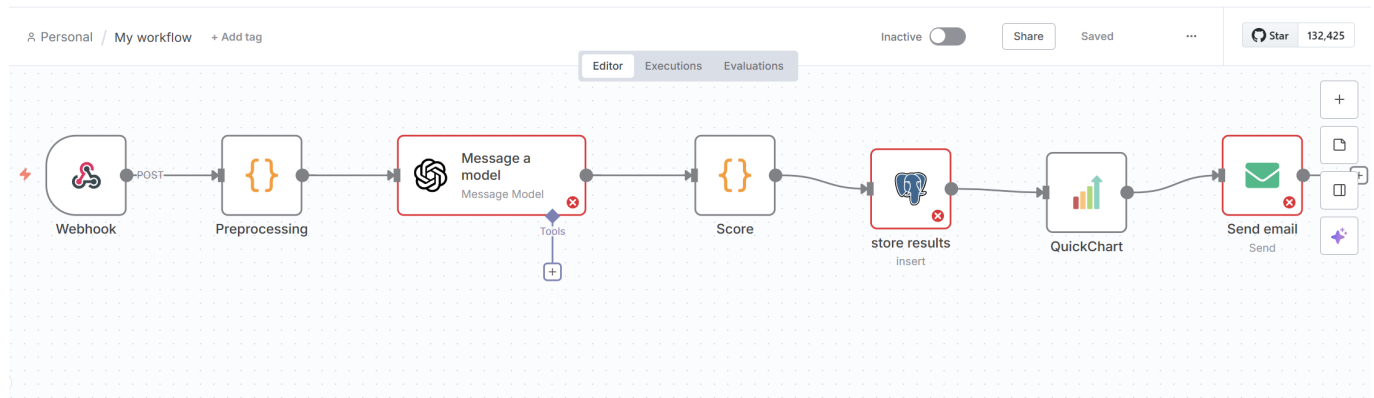 Personal / My workflow + Add tag
Inactive Share Saved ... Star 132,425
Editor Executions Evaluations
POST
{} Message a
model
Message Model
Tools
{}
Webhook
Preprocessing
Score
store results
insert
QuickChart
Send email
Send